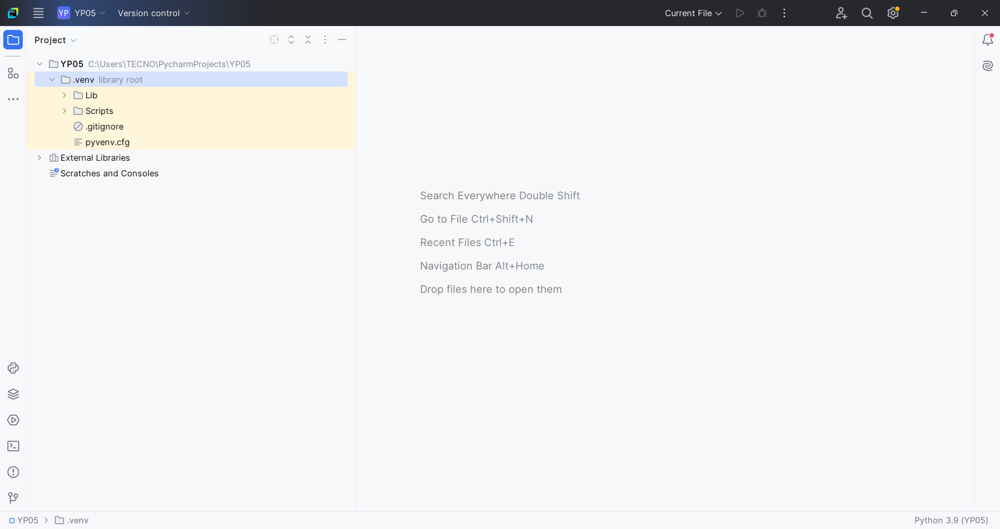 YP YP05 Version control Current File
Project
YP05 C:\Users\TECNO\PycharmProjects\YP05
.venv library root
Lib
Scripts
.gitignore
pyvenv.cfg
External Libraries
Scratches and Consoles
Search Everywhere Double Shift
Go to File Ctrl+Shift+N
Recent Files Ctrl+E
Navigation Bar Alt+Home
Drop files here to open them
YP05 > .venv Python 3.9 (YP05)